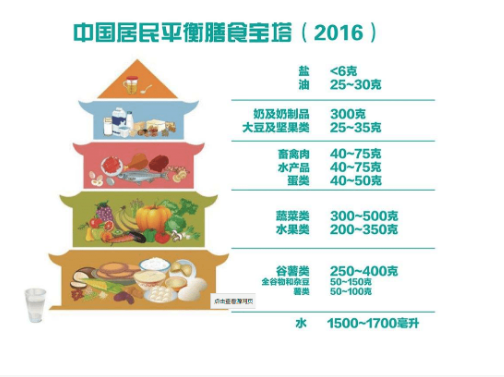 中国居民平衡膳食宝塔（2016）
盐 <6克
油 25~30克
奶及奶制品 300克
大豆及坚果类 25~35克
畜禽肉 40~75克
水产品 40~75克
蛋类 40~50克
蔬菜类 300~500克
水果类 200~350克
谷薯类 250~400克
全谷物和杂豆 50~150克
薯类 50~100克
水 1500~1700毫升